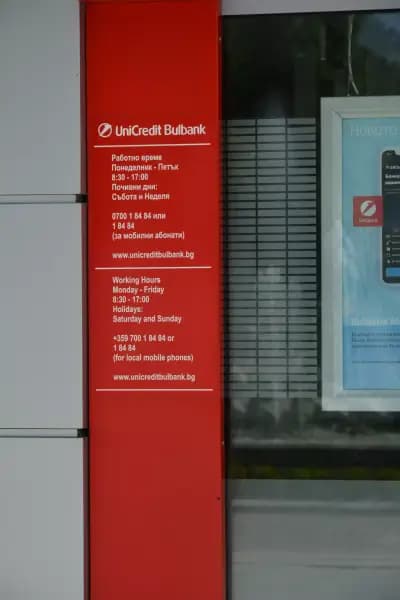 UniCredit Bulbank
Работно време
Понеделник - Петък
8:30 - 17:00
Почивни дни:
Събота и Неделя
0700 1 84 84 или
1 84 84
(за мобилни абонати)
www.unicreditbulbank.bg
Working Hours
Monday - Friday
8:30 - 17:00
Holidays:
Saturday and Sunday
+359 700 1 84 84 or
1 84 84
(for local mobile phones)
www.unicreditbulbank.bg
НОВОТО